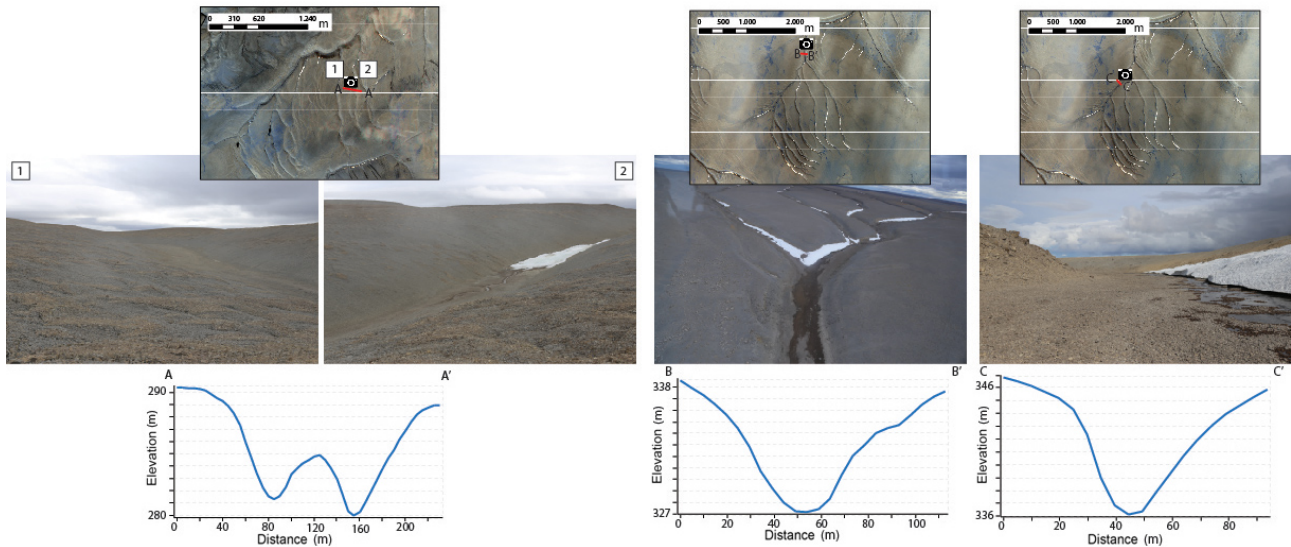 0 310 620 1.240
m
1 2
A A'
0 500 1.000 2.000
m
B B'
0 500 1.000 2.000
m
C
1
2
A A'
290
280
Elevation (m)
0 40 80 120 160 200
Distance (m)
B B'
338
327
Elevation (m)
0 20 40 60 80 100
Distance (m)
C C'
346
336
Elevation (m)
0 20 40 60 80
Distance (m)